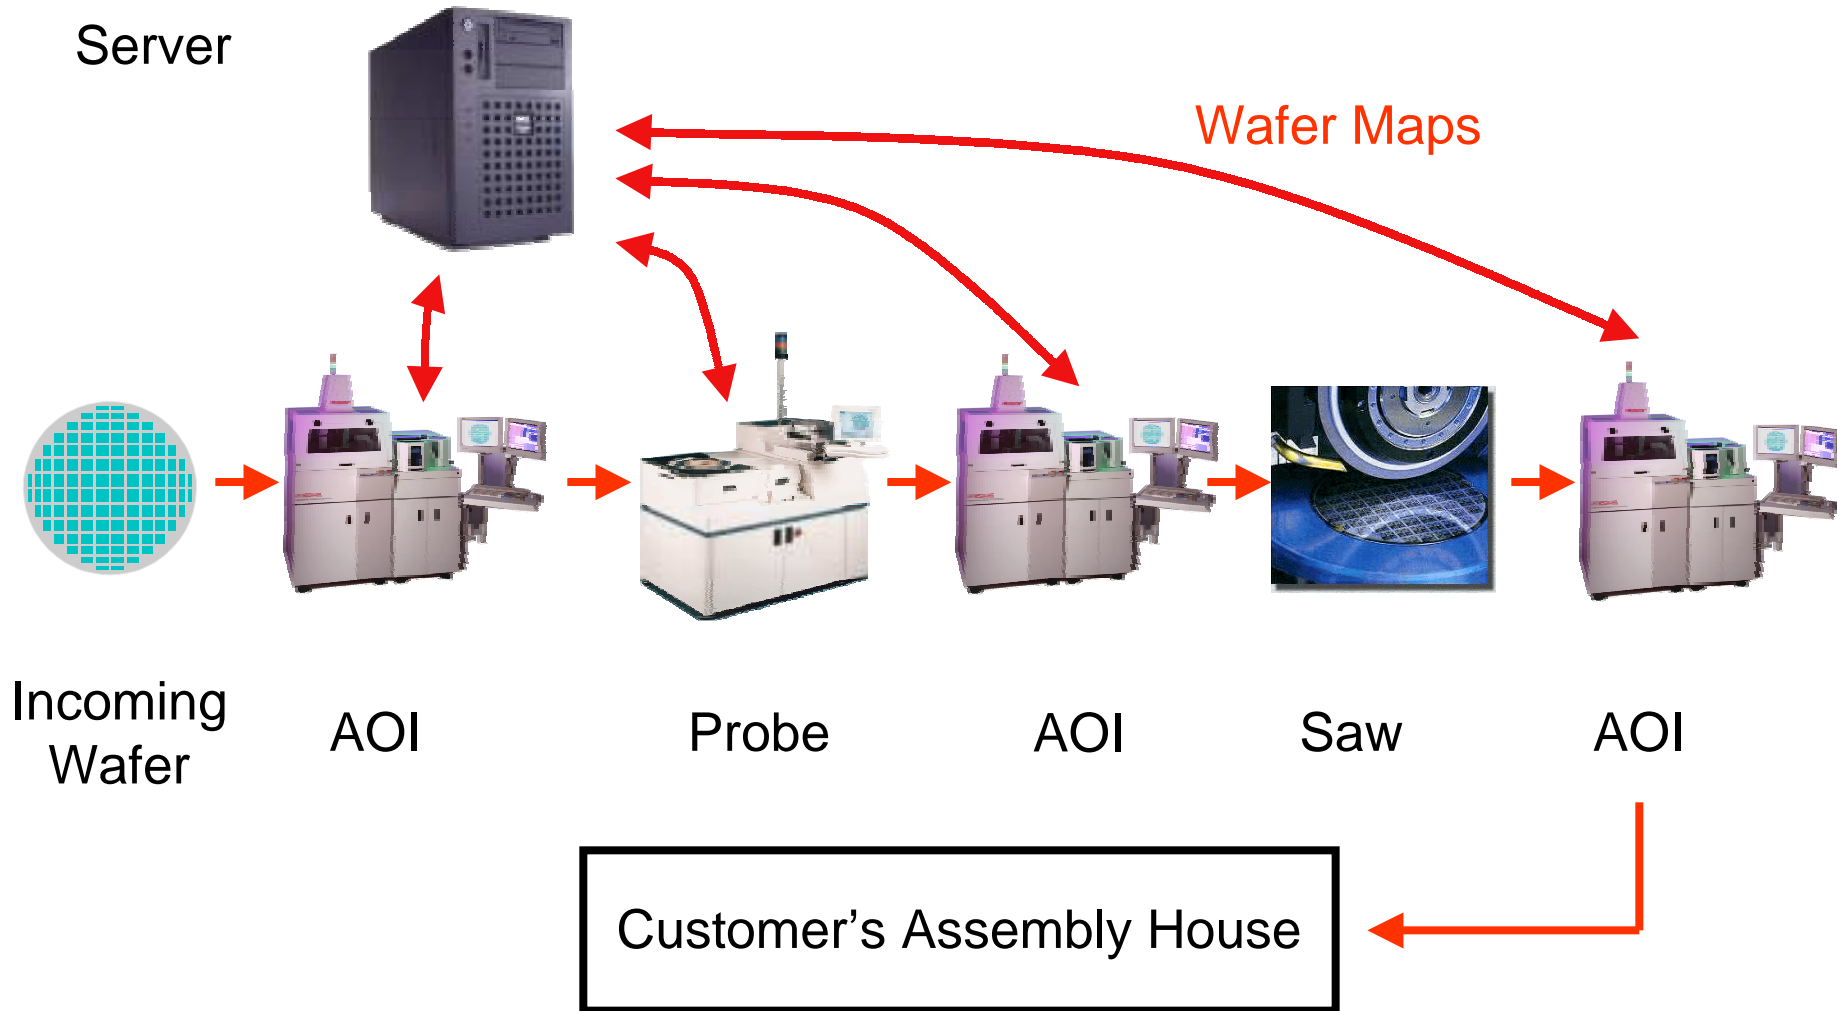 Server
Wafer Maps
Incoming
Wafer
AOI
Probe
AOI
Saw
AOI
Customer's Assembly House